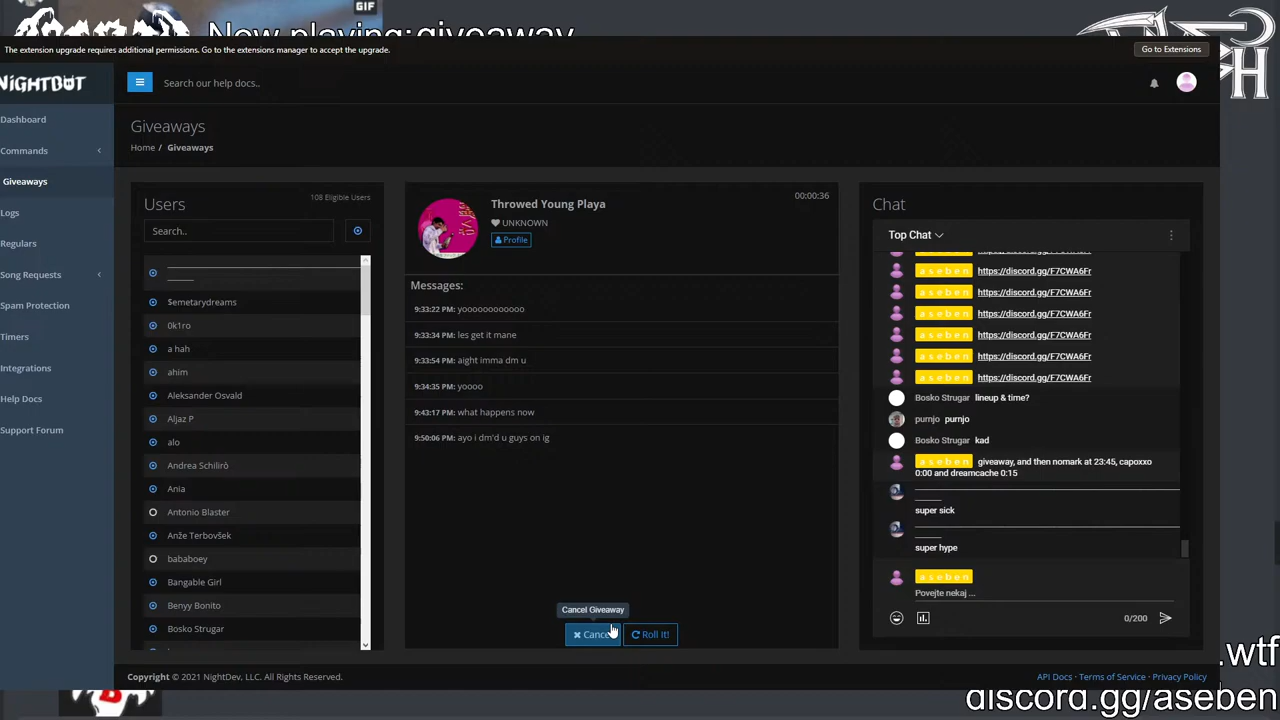 GIF
Now playing:giveaway
The extension upgrade requires additional permissions. Go to the extensions manager to accept the upgrade.
Go to Extensions
NIGHTBOT
Search our help docs..
Dashboard
Commands
Giveaways
Logs
Regulars
Song Requests
Spam Protection
Timers
Integrations
Help Docs
Support Forum
Giveaways
Home / Giveaways
Users
108 Eligible Users
Search..
$emetarydreams
0k1ro
a hah
ahim
Aleksander Osvald
Aljaz P
alo
Andrea Schilirò
Ania
Antonio Blaster
Anže Terbovšek
bababoey
Bangable Girl
Benyy Bonito
Bosko Strugar
Throwed Young Playa
00:00:36
UNKNOWN
Profile
Messages:
9:33:22 PM: yoooooooooooo
9:33:34 PM: les get it mane
9:33:54 PM: aight imma dm u
9:34:35 PM: yoooo
9:43:17 PM: what happens now
9:50:06 PM: ayo i dm'd u guys on ig
Cancel Giveaway
Cancel
Roll It!
Chat
Top Chat
a s e b e n https://discord.gg/F7CWA6Fr
a s e b e n https://discord.gg/F7CWA6Fr
a s e b e n https://discord.gg/F7CWA6Fr
a s e b e n https://discord.gg/F7CWA6Fr
a s e b e n https://discord.gg/F7CWA6Fr
a s e b e n https://discord.gg/F7CWA6Fr
Bosko Strugar lineup & time?
purnjo purnjo
Bosko Strugar kad
a s e b e n giveaway, and then nomark at 23:45, capoxxo
0:00 and dreamcache 0:15
super sick
super hype
a s e b e n
Povejte nekaj ...
0/200
Copyright © 2021 NightDev, LLC. All Rights Reserved.
API Docs - Terms of Service - Privacy Policy
.wtf
discord.gg/aseben